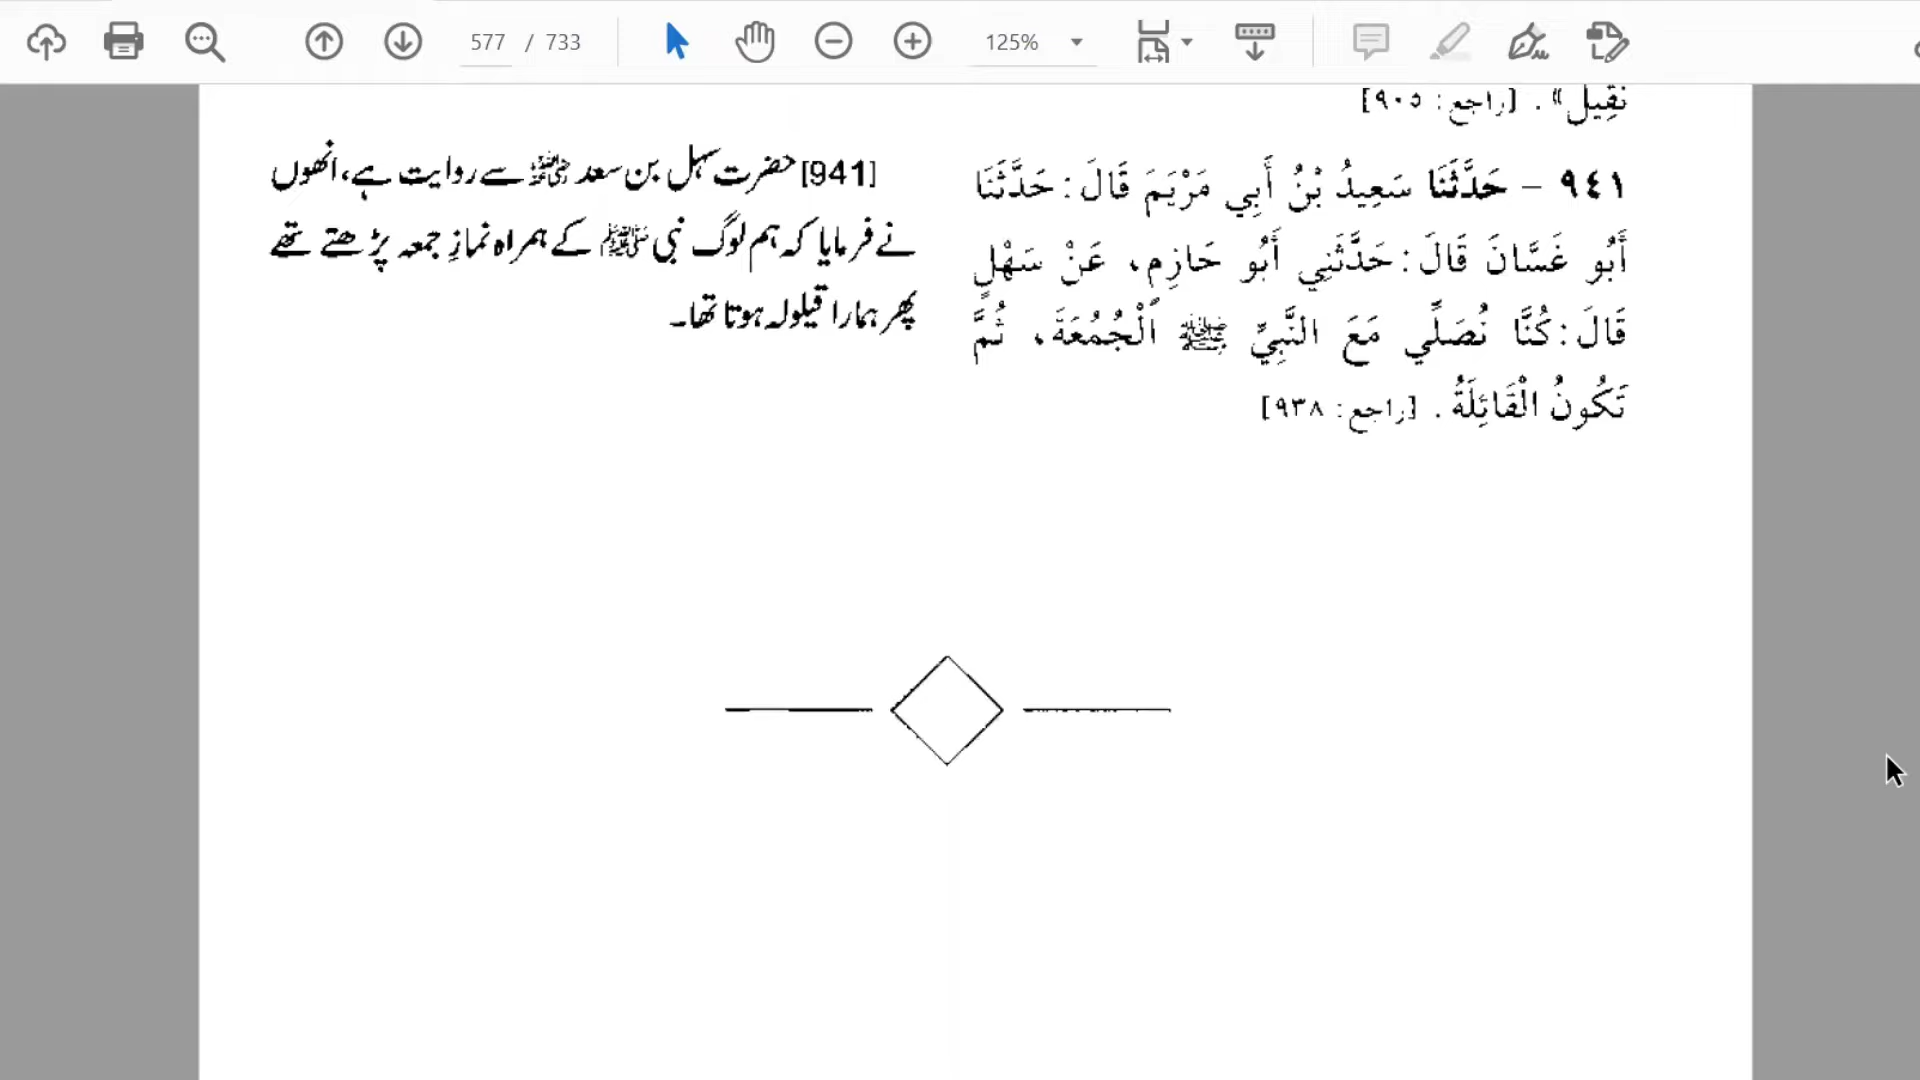 577 / 733
125%
نَقِيلُ» . [راجع: ٩٠٥]
٩٤١ – حَدَّثَنَا سَعِيدُ بْنُ أَبِي مَرْيَمَ قَالَ: حَدَّثَنَا
أَبُو غَسَّانَ قَالَ: حَدَّثَنِي أَبُو حَازِمٍ، عَنْ سَهْلٍ
قَالَ: كُنَّا نُصَلِّي مَعَ النَّبِيِّ ﷺ الْجُمُعَةَ، ثُمَّ
تَكُونُ الْقَائِلَةُ . [راجع: ٩٣٨]
[941] حضرت سہل بن سعد ؓ سے روایت ہے، انھوں
نے فرمایا کہ ہم لوگ نبی ﷺ کے ہمراہ نمازِ جمعہ پڑھتے تھے
پھر ہمارا قیلولہ ہوتا تھا۔